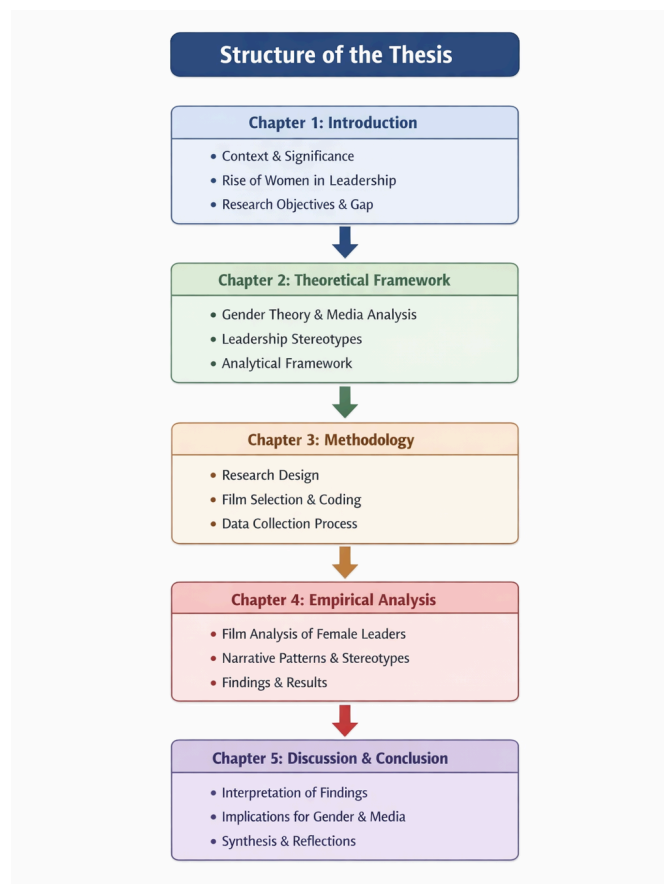 Structure of the Thesis
Chapter 1: Introduction
• Context & Significance
• Rise of Women in Leadership
• Research Objectives & Gap
Chapter 2: Theoretical Framework
• Gender Theory & Media Analysis
• Leadership Stereotypes
• Analytical Framework
Chapter 3: Methodology
• Research Design
• Film Selection & Coding
• Data Collection Process
Chapter 4: Empirical Analysis
• Film Analysis of Female Leaders
• Narrative Patterns & Stereotypes
• Findings & Results
Chapter 5: Discussion & Conclusion
• Interpretation of Findings
• Implications for Gender & Media
• Synthesis & Reflections